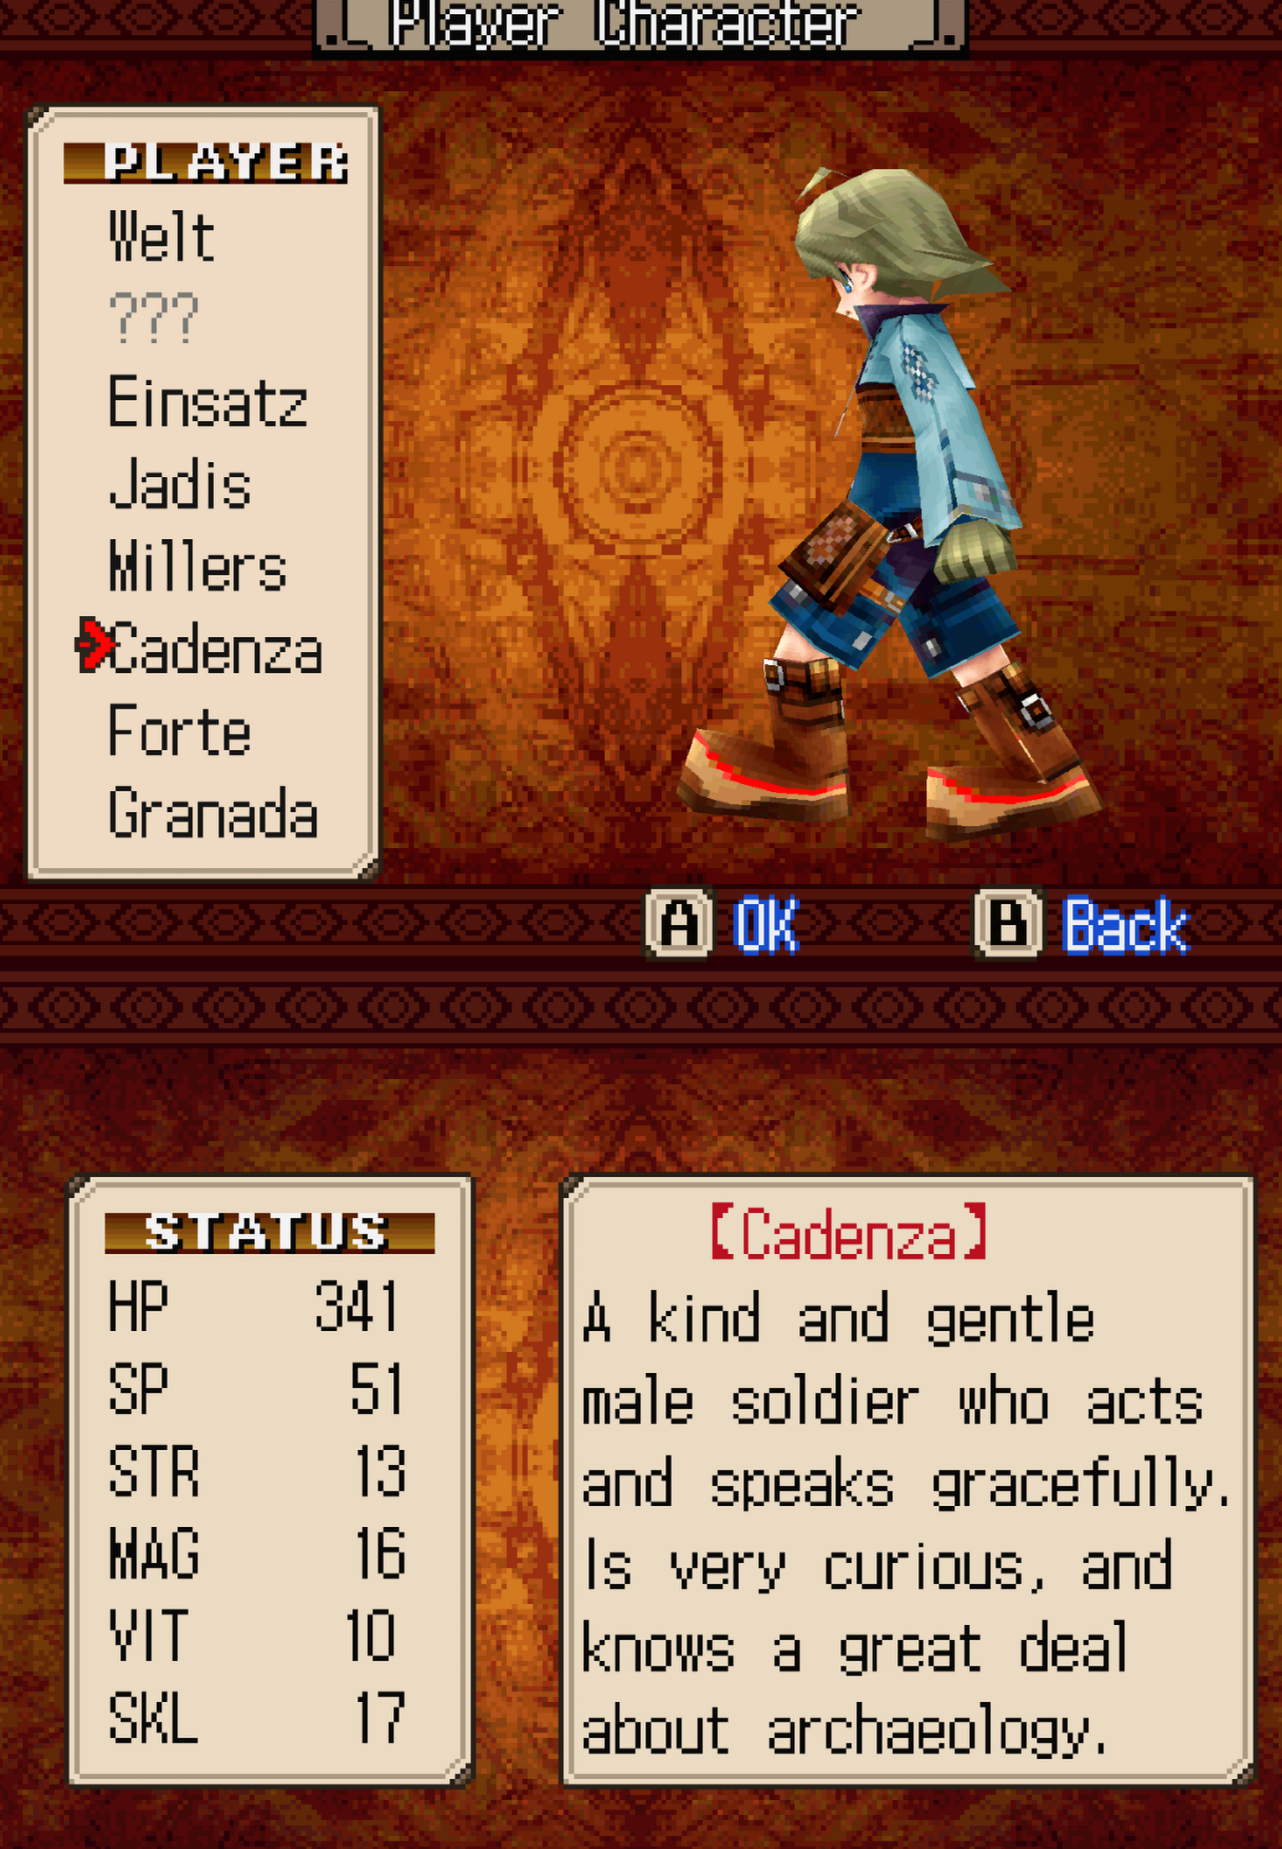 Player Character
PLAYER
Welt
???
Einsatz
Jadis
Millers
Cadenza
Forte
Granada
A OK B Back
STATUS
HP 341
SP 51
STR 13
MAG 16
VIT 10
SKL 17
【Cadenza】
A kind and gentle
male soldier who acts
and speaks gracefully.
Is very curious, and
knows a great deal
about archaeology.